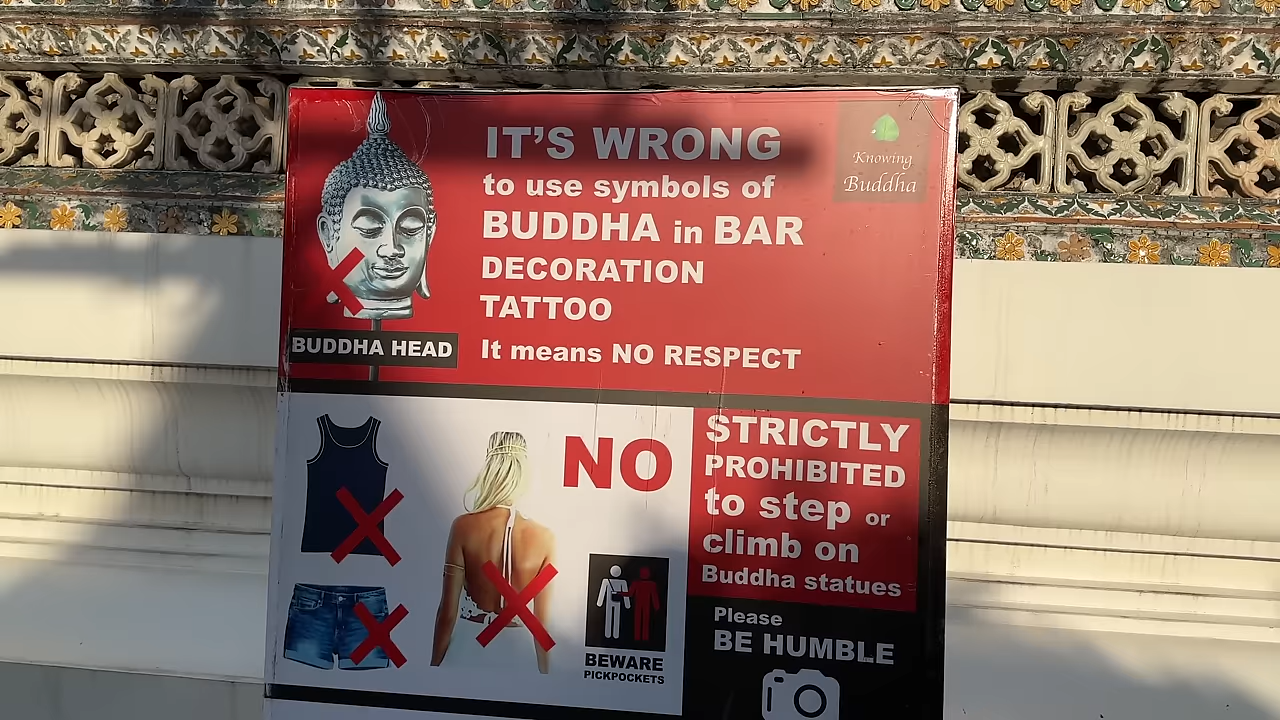 IT'S WRONG
to use symbols of
BUDDHA in BAR
DECORATION
TATTOO
It means NO RESPECT
Knowing
Buddha
BUDDHA HEAD
NO
BEWARE
PICKPOCKETS
STRICTLY
PROHIBITED
to step or
climb on
Buddha statues
Please
BE HUMBLE